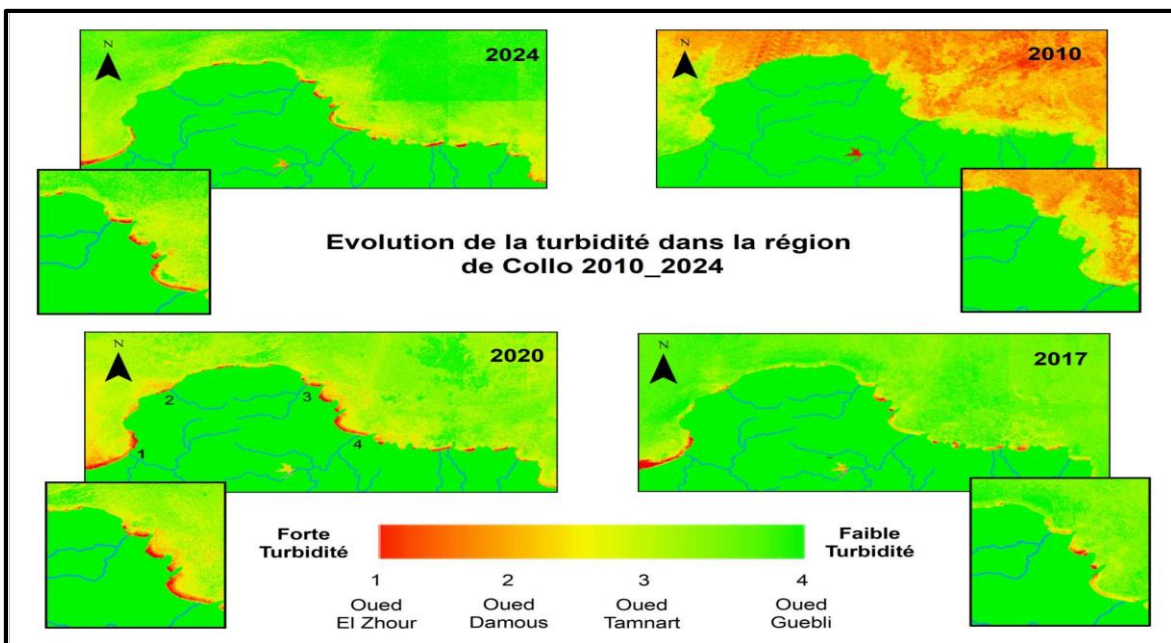 N
2024
2010
N
Evolution de la turbidité dans la région
de Collo 2010_2024
N
2020
1
2
3
4
N
2017
Forte
Turbidité
Faible
Turbidité
1
2
3
4
Oued
El Zhour
Oued
Damous
Oued
Tamnart
Oued
Guebli